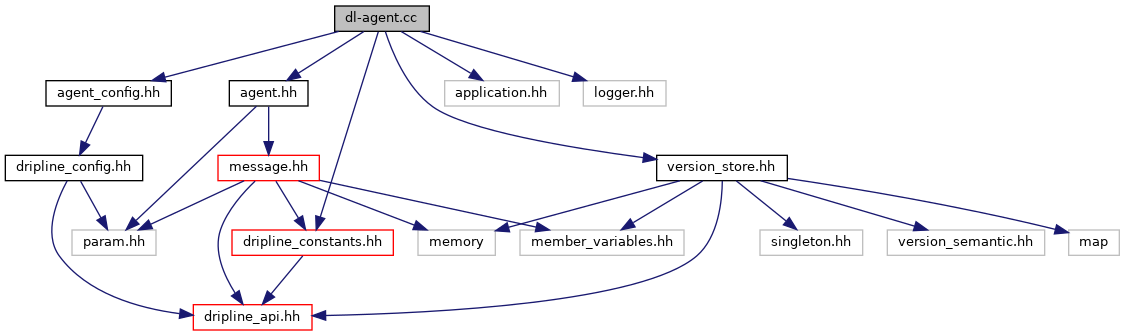 dl-agent.cc
agent_config.hh
agent.hh
application.hh
logger.hh
dripline_config.hh
message.hh
version_store.hh
param.hh
dripline_constants.hh
memory
member_variables.hh
singleton.hh
version_semantic.hh
map
dripline_api.hh